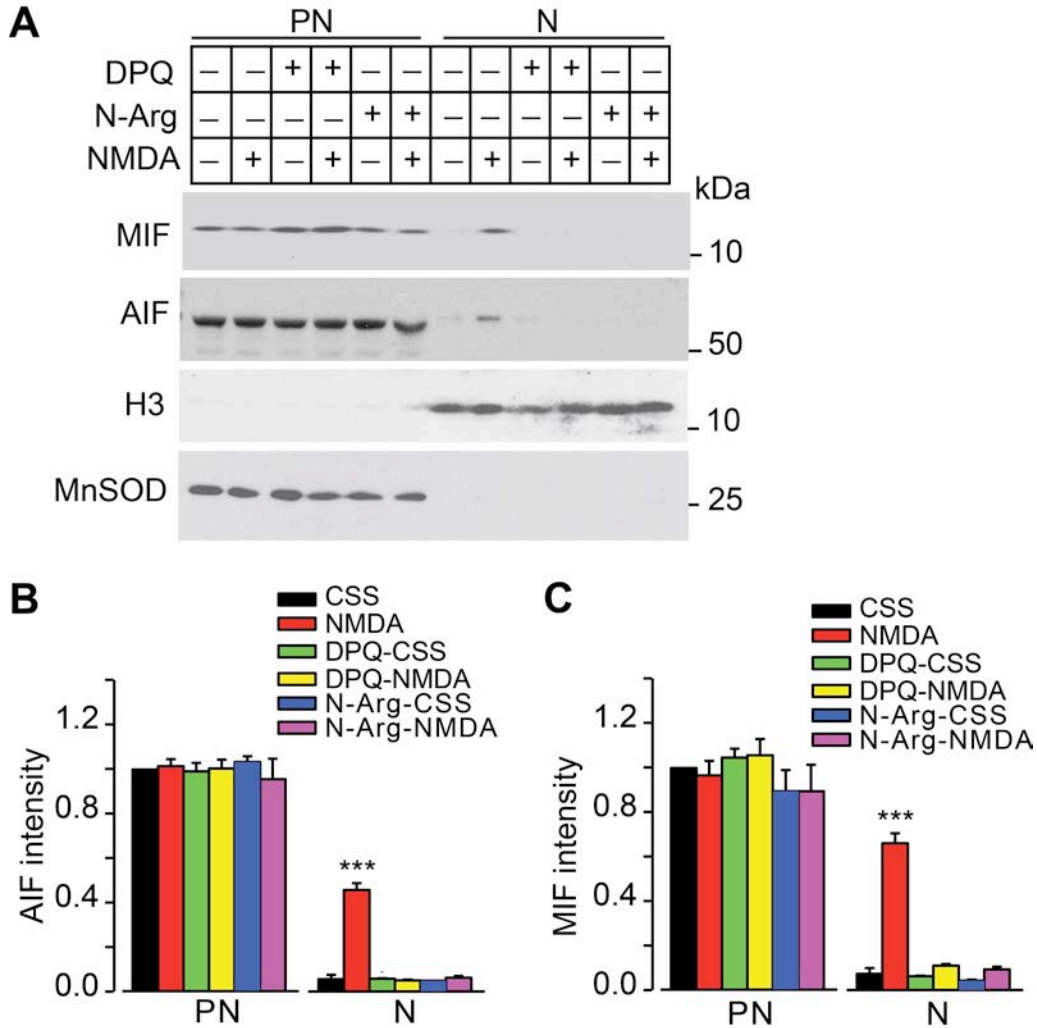 A
PN N
DPQ – – + + – – – – + + – –
N-Arg – – – – + + – – – – + +
NMDA – + – + – + – + – + – +
kDa
MIF 10
AIF 50
H3 10
MnSOD 25
B
CSS
NMDA
DPQ-CSS
DPQ-NMDA
N-Arg-CSS
N-Arg-NMDA
AIF intensity
1.2
0.8
0.4
0.0
***
PN N
C
CSS
NMDA
DPQ-CSS
DPQ-NMDA
N-Arg-CSS
N-Arg-NMDA
MIF intensity
1.2
0.8
0.4
0.0
***
PN N